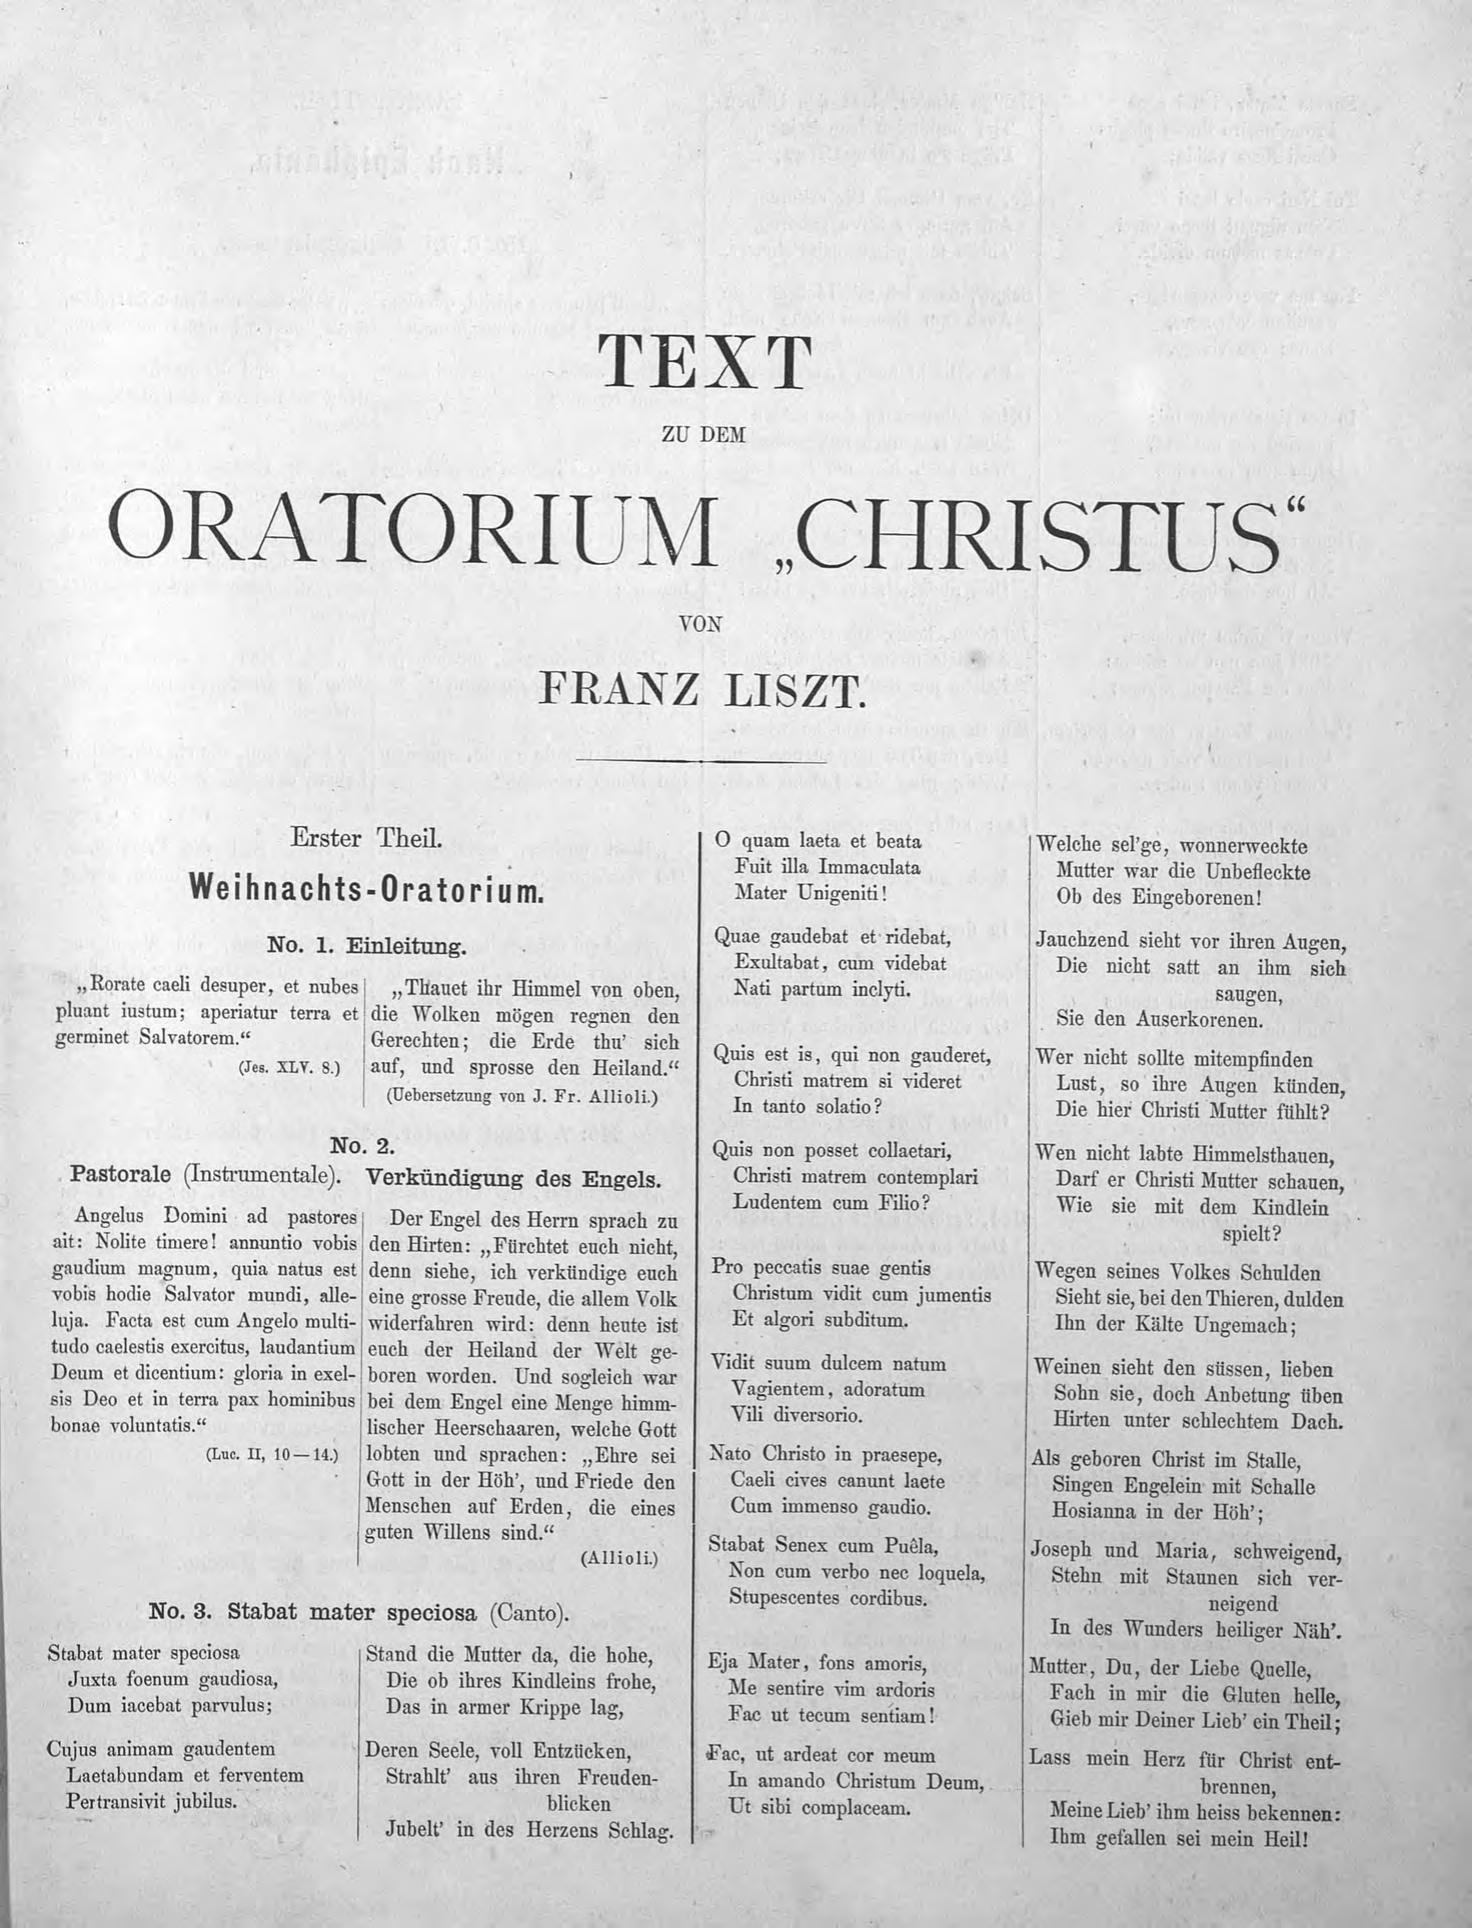 TEXT
ZU DEM
ORATORIUM „CHRISTUS“
VON
FRANZ LISZT.
Erster Theil.
Weihnachts-Oratorium.
No. 1. Einleitung.
„Rorate caeli desuper, et nubes
pluant iustum; aperiatur terra et
germinet Salvatorem.“
(Jes. XLV. 8.)
„Thauet ihr Himmel von oben,
die Wolken mögen regnen den
Gerechten; die Erde thu' sich
auf, und sprosse den Heiland.“
(Uebersetzung von J. Fr. Allioli.)
No. 2.
Pastorale (Instrumentale). Verkündigung des Engels.
Angelus Domini ad pastores
ait: Nolite timere! annuntio vobis
gaudium magnum, quia natus est
vobis hodie Salvator mundi, alle-
luja. Facta est cum Angelo multi-
tudo caelestis exercitus, laudantium
Deum et dicentium: gloria in exel-
sis Deo et in terra pax hominibus
bonae voluntatis.“
(Luc. II, 10—14.)
Der Engel des Herrn sprach zu
den Hirten: „Fürchtet euch nicht,
denn siehe, ich verkündige euch
eine grosse Freude, die allem Volk
widerfahren wird: denn heute ist
euch der Heiland der Welt ge-
boren worden. Und sogleich war
bei dem Engel eine Menge himm-
lischer Heerschaaren, welche Gott
lobten und sprachen: „Ehre sei
Gott in der Höh', und Friede den
Menschen auf Erden, die eines
guten Willens sind.“
(Allioli.)
No. 3. Stabat mater speciosa (Canto).
Stabat mater speciosa
Juxta foenum gaudiosa,
Dum iacebat parvulus;
Cujus animam gaudentem
Laetabundam et ferventem
Pertransivit jubilus.
Stand die Mutter da, die hohe,
Die ob ihres Kindleins frohe,
Das in armer Krippe lag,
Deren Seele, voll Entzücken,
Strahlt' aus ihren Freuden-
blicken
Jubelt' in des Herzens Schlag.
O quam laeta et beata
Fuit illa Immaculata
Mater Unigeniti!
Quae gaudebat et ridebat,
Exultabat, cum videbat
Nati partum inclyti.
Quis est is, qui non gauderet,
Christi matrem si videret
In tanto solatio?
Quis non posset collaetari,
Christi matrem contemplari
Ludentem cum Filio?
Pro peccatis suae gentis
Christum vidit cum jumentis
Et algori subditum.
Vidit suum dulcem natum
Vagientem, adoratum
Vili diversorio.
Nato Christo in praesepe,
Caeli cives canunt laete
Cum immenso gaudio.
Stabat Senex cum Puêla,
Non cum verbo nec loquela,
Stupescentes cordibus.
Eja Mater, fons amoris,
Me sentire vim ardoris
Fac ut tecum sentiam!
Fac, ut ardeat cor meum
In amando Christum Deum,
Ut sibi complaceam.
Welche sel'ge, wonnerweckte
Mutter war die Unbefleckte
Ob des Eingeborenen!
Jauchzend sieht vor ihren Augen,
Die nicht satt an ihm sich
saugen,
Sie den Auserkorenen.
Wer nicht sollte mitempfinden
Lust, so ihre Augen künden,
Die hier Christi Mutter fühlt?
Wen nicht labte Himmelsthauen,
Darf er Christi Mutter schauen,
Wie sie mit dem Kindlein
spielt?
Wegen seines Volkes Schulden
Sieht sie, bei den Thieren, dulden
Ihn der Kälte Ungemach;
Weinen sieht den süssen, lieben
Sohn sie, doch Anbetung üben
Hirten unter schlechtem Dach.
Als geboren Christ im Stalle,
Singen Engelein mit Schalle
Hosianna in der Höh';
Joseph und Maria, schweigend,
Stehn mit Staunen sich ver-
neigend
In des Wunders heiliger Näh'.
Mutter, Du, der Liebe Quelle,
Fach in mir die Gluten helle,
Gieb mir Deiner Lieb' ein Theil;
Lass mein Herz für Christ ent-
brennen,
Meine Lieb' ihm heiss bekennen:
Ihm gefallen sei mein Heil!